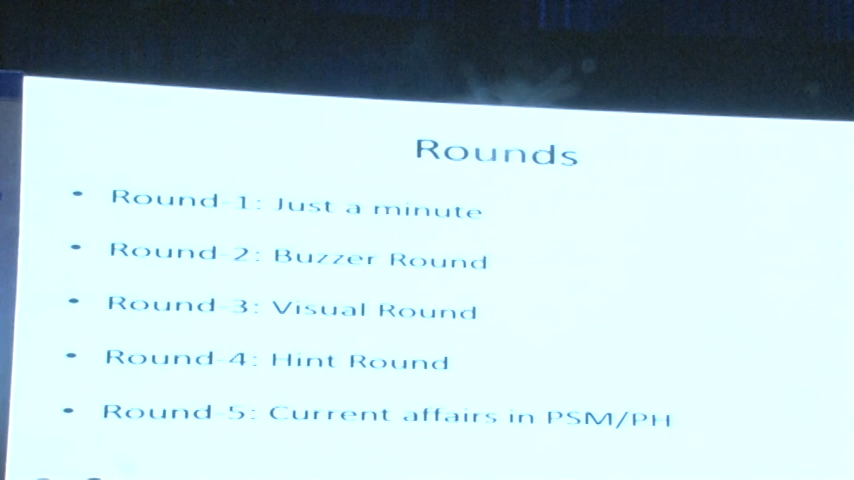 Rounds
• Round-1: Just a minute
• Round-2: Buzzer Round
• Round-3: Visual Round
• Round-4: Hint Round
• Round-5: Current affairs in PSM/PH